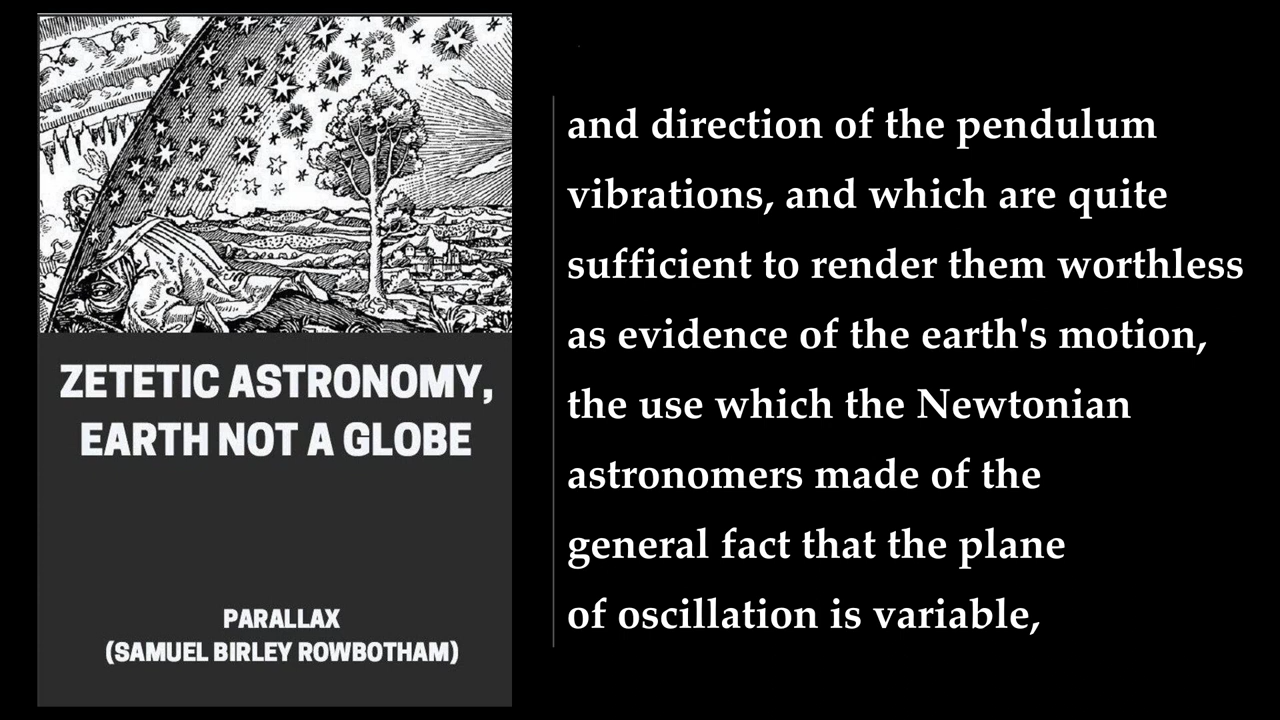 ZETETIC ASTRONOMY,
EARTH NOT A GLOBE
PARALLAX
(SAMUEL BIRLEY ROWBOTHAM)
and direction of the pendulum
vibrations, and which are quite
sufficient to render them worthless
as evidence of the earth's motion,
the use which the Newtonian
astronomers made of the
general fact that the plane
of oscillation is variable,